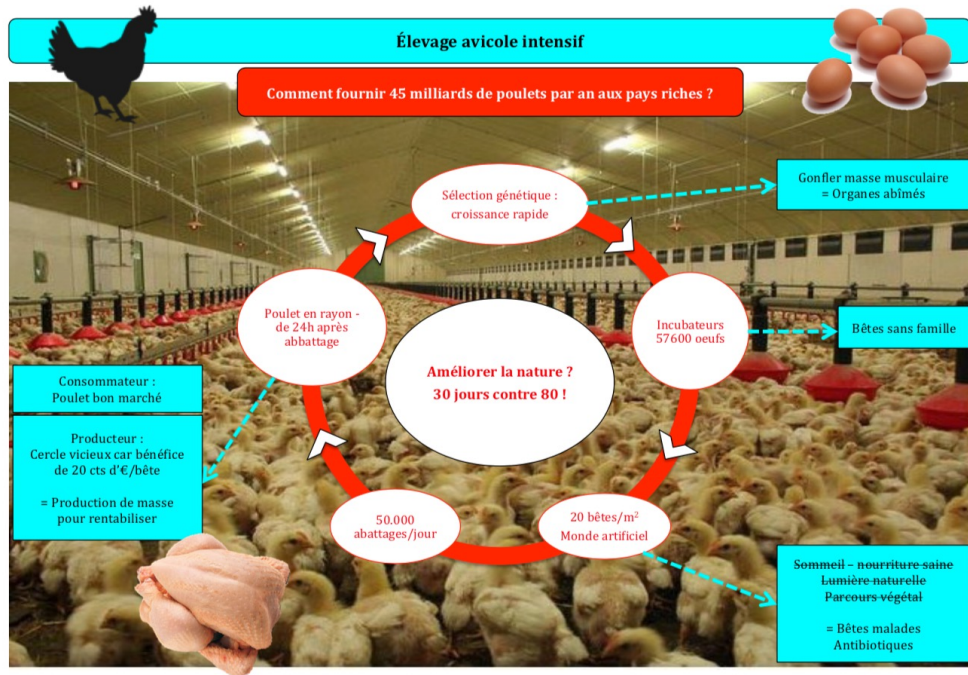 Élevage avicole intensif
Comment fournir 45 milliards de poulets par an aux pays riches ?
Sélection génétique :
croissance rapide
Gonfler masse musculaire
= Organes abîmés
Incubateurs
57600 oeufs
Bêtes sans famille
20 bêtes/m²
Monde artificiel
Sommeil – nourriture saine
Lumière naturelle
Parcours végétal
= Bêtes malades
Antibiotiques
50.000
abattages/jour
Poulet en rayon -
de 24h après
abbattage
Consommateur :
Poulet bon marché
Producteur :
Cercle vicieux car bénéfice
de 20 cts d'€/bête
= Production de masse
pour rentabiliser
Améliorer la nature ?
30 jours contre 80 !